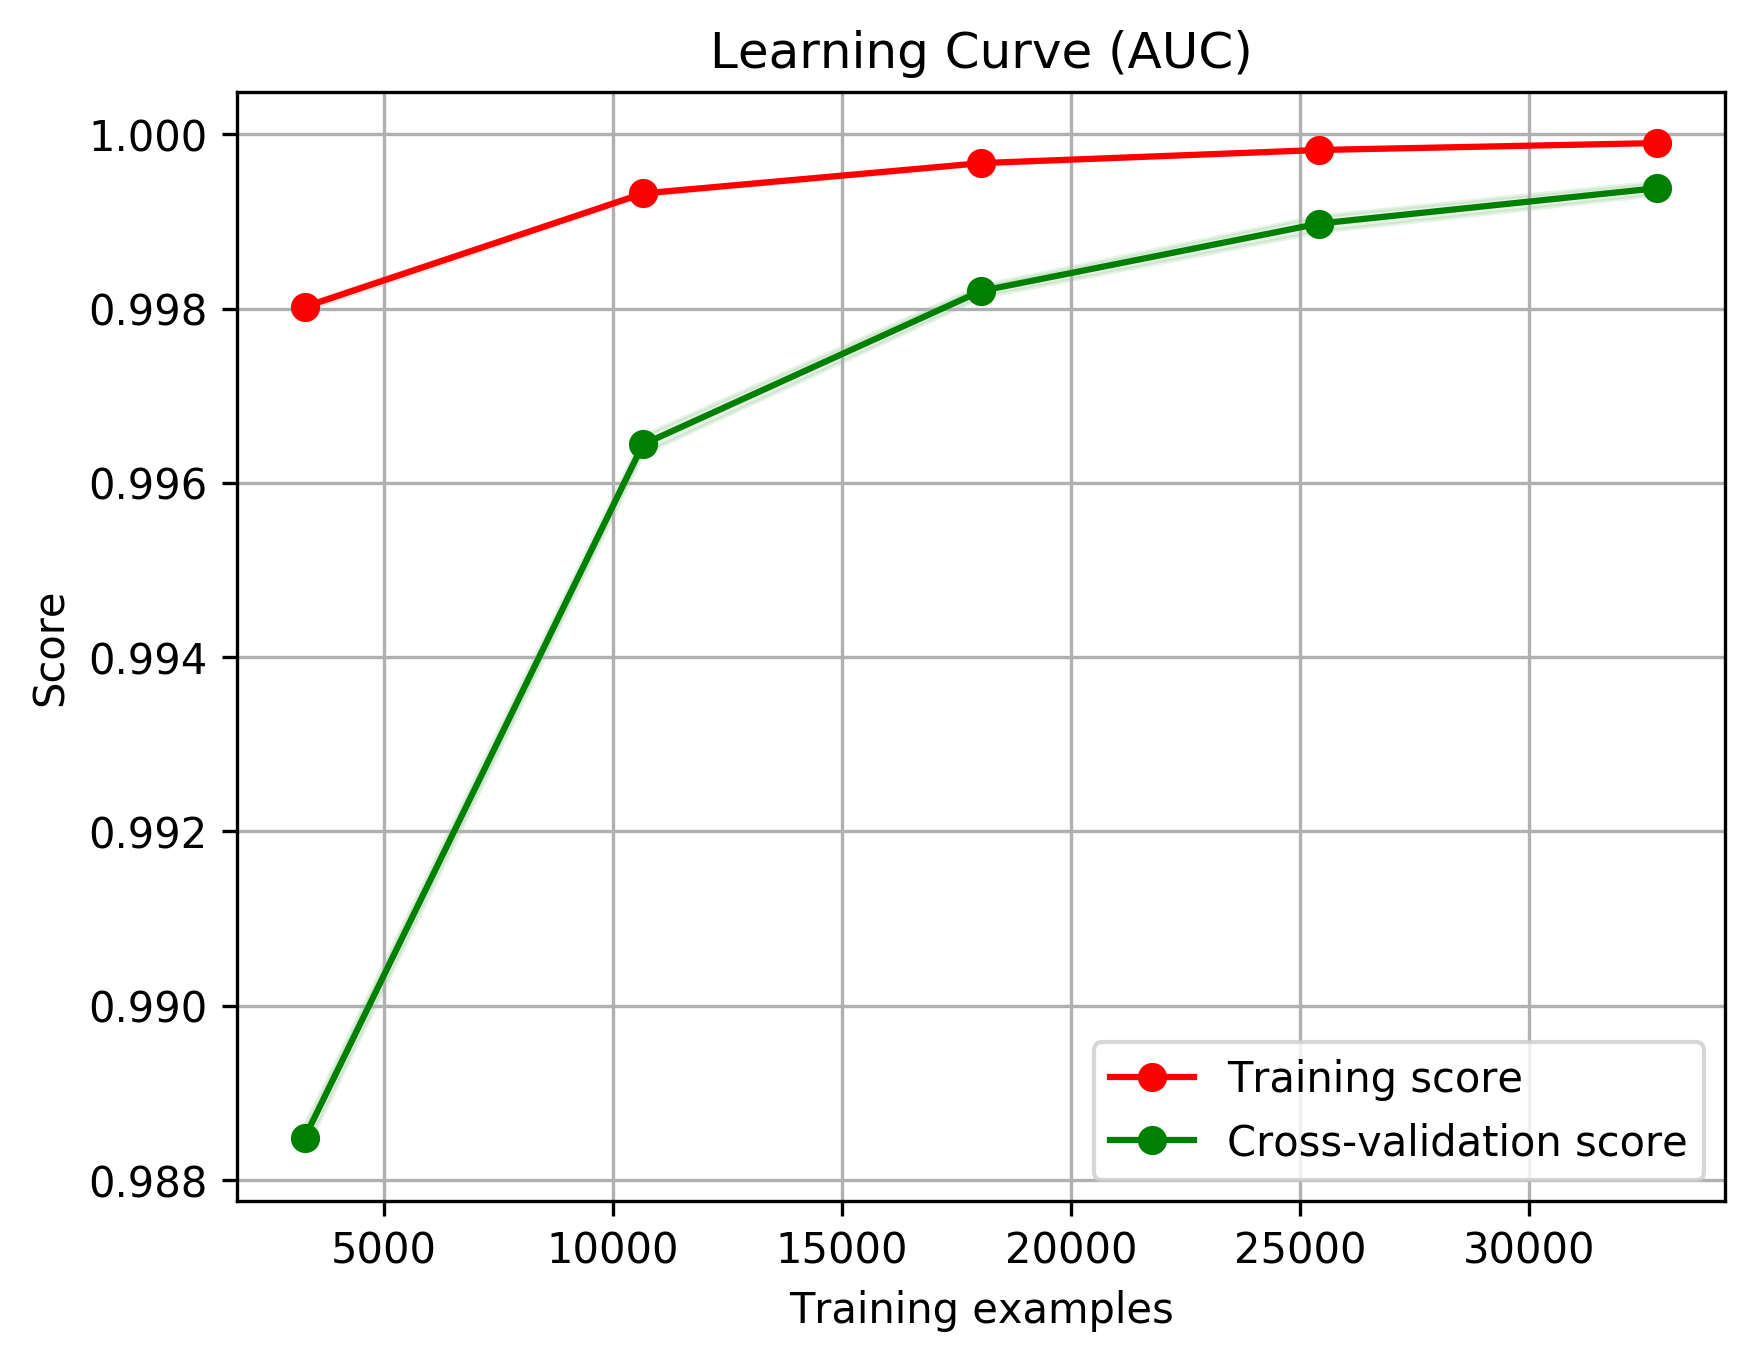 Learning Curve (AUC)
1.000
0.998
0.996
0.994
0.992
0.990
0.988
Score
Training score
Cross-validation score
5000 10000 15000 20000 25000 30000
Training examples